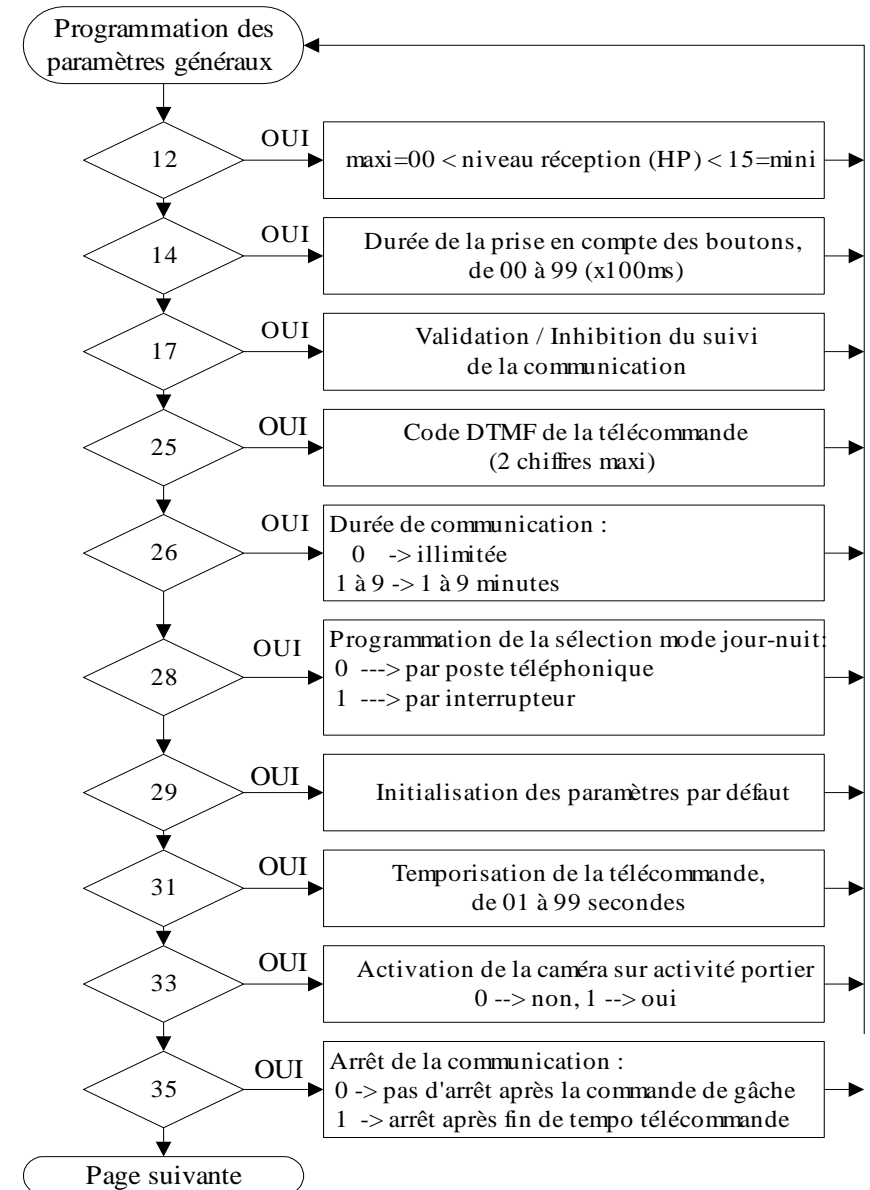 Programmation des
paramètres généraux
12
OUI
maxi=00 < niveau réception (HP) < 15=mini
14
OUI
Durée de la prise en compte des boutons,
de 00 à 99 (x100ms)
17
OUI
Validation / Inhibition du suivi
de la communication
25
OUI
Code DTMF de la télécommande
(2 chiffres maxi)
26
OUI
Durée de communication :
0 -> illimitée
1 à 9 -> 1 à 9 minutes
28
OUI
Programmation de la sélection mode jour-nuit:
0 ---> par poste téléphonique
1 ---> par interrupteur
29
OUI
Initialisation des paramètres par défaut
31
OUI
Temporisation de la télécommande,
de 01 à 99 secondes
33
OUI
Activation de la caméra sur activité portier
0 --> non, 1 --> oui
35
OUI
Arrêt de la communication :
0 -> pas d'arrêt après la commande de gâche
1 -> arrêt après fin de tempo télécommande
Page suivante